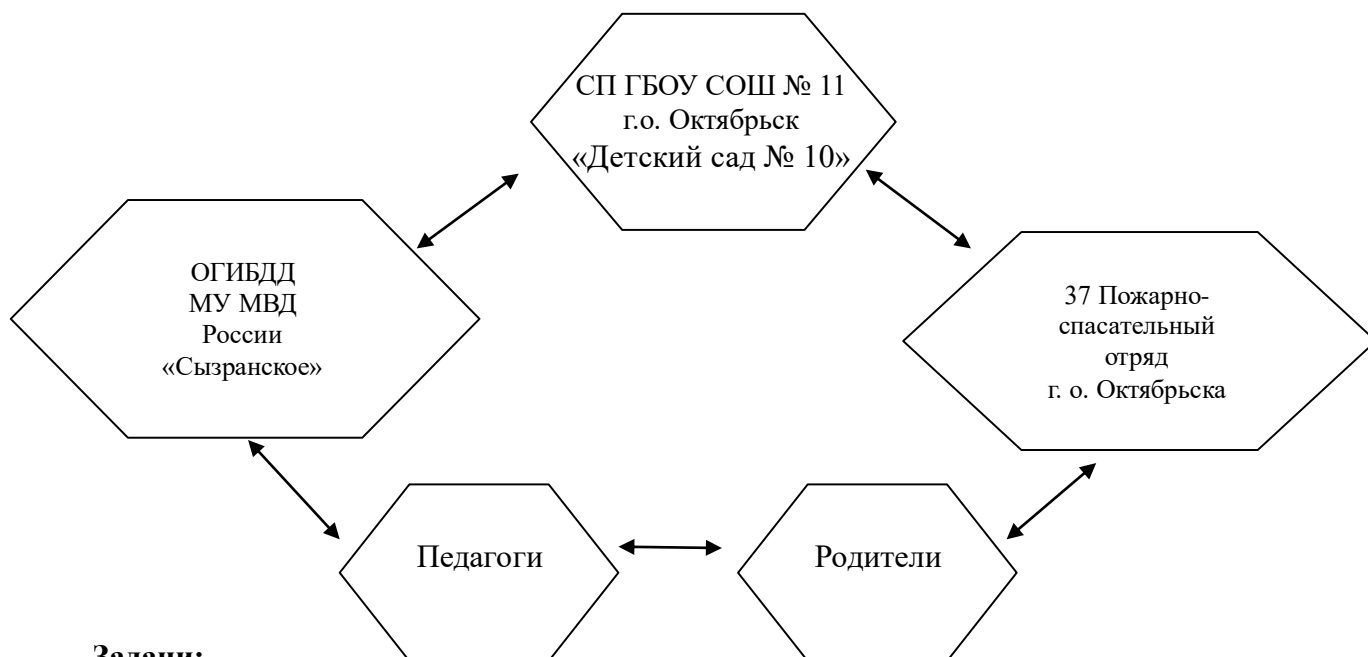 СП ГБОУ СОШ № 11
г.о. Октябрьск
«Детский сад № 10»
ОГИБДД
МУ МВД
России
«Сызранское»
37 Пожарно-
спасательный
отряд
г. о. Октябрьска
Педагоги
Родители
Задачи: